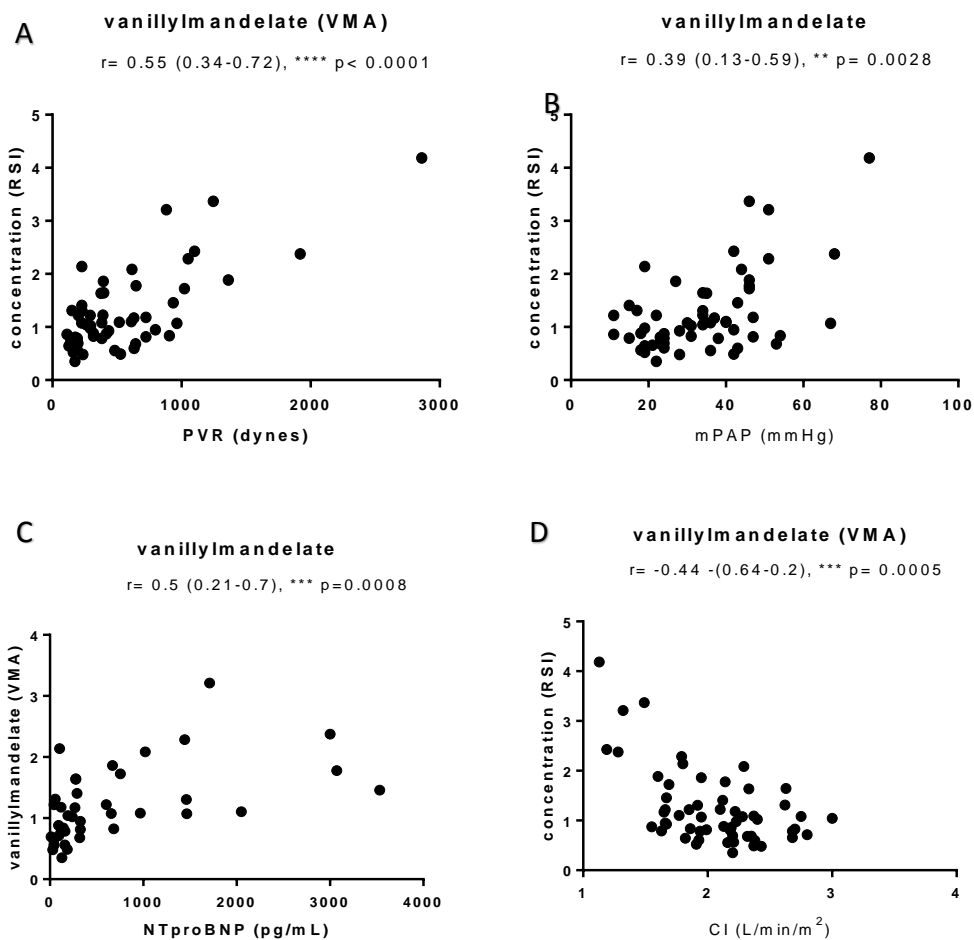 A
vanillylmandelate (VMA)
r= 0.55 (0.34-0.72), **** p< 0.0001
concentration (RSI)
5
4
3
2
1
0
0 1000 2000 3000
PVR (dynes)
B
vanillylmandelate
r= 0.39 (0.13-0.59), ** p= 0.0028
concentration (RSI)
5
4
3
2
1
0
0 20 40 60 80 100
mPAP (mmHg)
C
vanillylmandelate
r= 0.5 (0.21-0.7), *** p=0.0008
vanillylmandelate (VMA)
4
3
2
1
0
0 1000 2000 3000 4000
NTproBNP (pg/mL)
D
vanillylmandelate (VMA)
r= -0.44 -(0.64-0.2), *** p= 0.0005
concentration (RSI)
5
4
3
2
1
0
1 2 3 4
CI (L/min/m²)